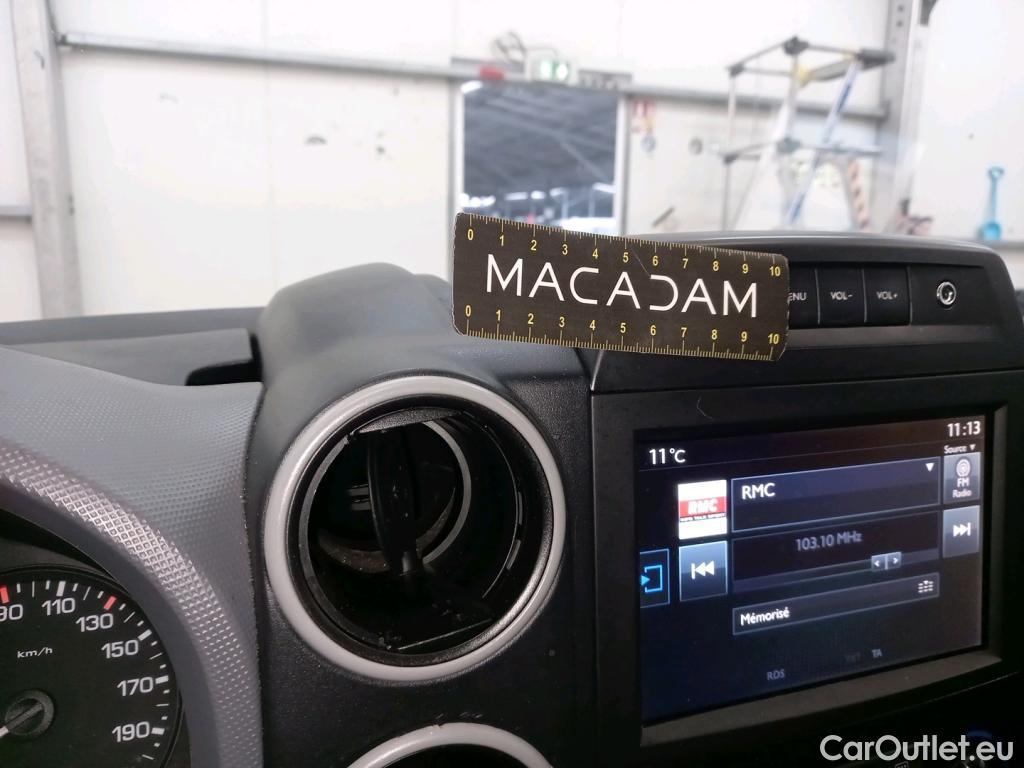 0 1 2 3 4 5 6 7 8 9 10
MACADAM
0 1 2 3 4 5 6 7 8 9 10
VOL- VOL+
11:13
11°C
Source ▼
RMC
RMC
FM
Radio
103.10 MHz
Mémorisé
TA
RDS
90 110 130 150 170 190
km/h
CarOutlet.eu